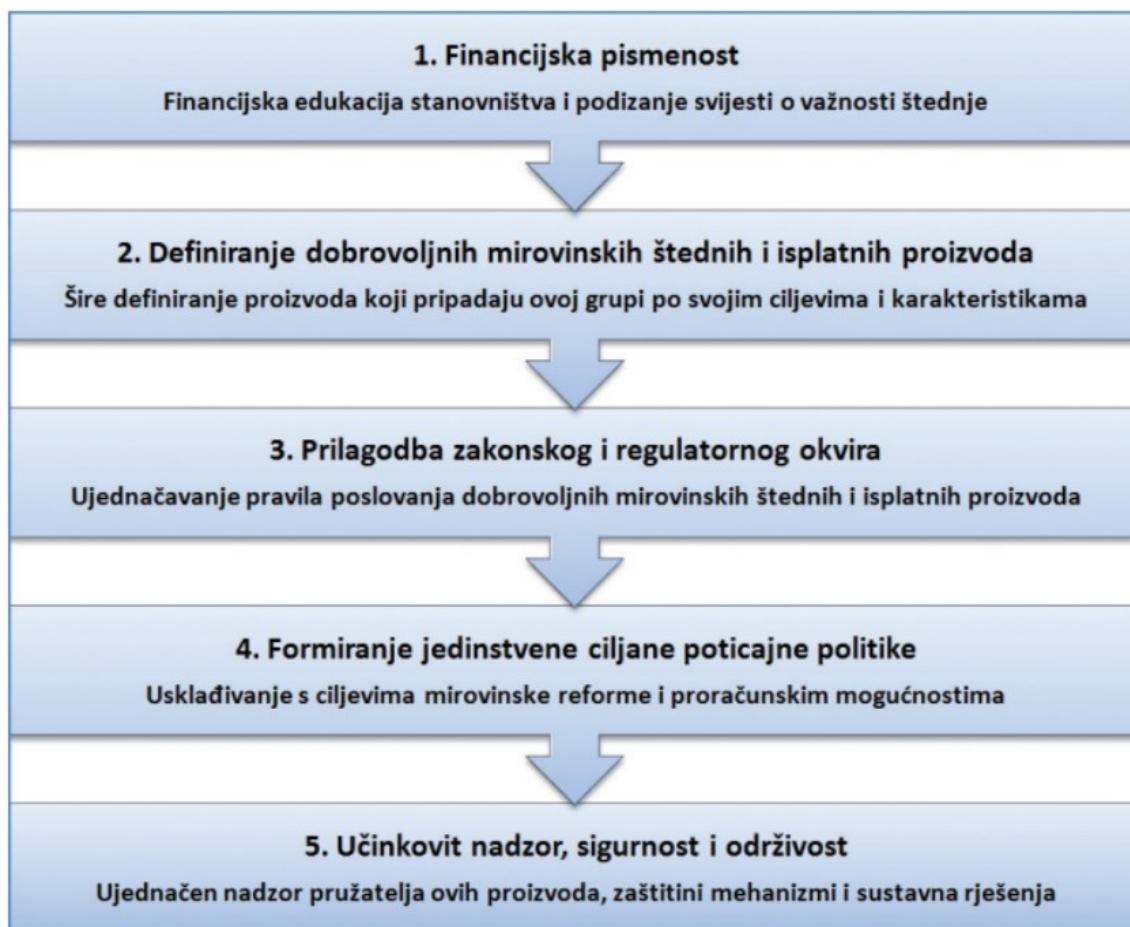 1. Financijska pismenost
Financijska edukacija stanovništva i podizanje svijesti o važnosti štednje
2. Definiranje dobrovoljnih mirovinskih štednih i isplatnih proizvoda
Šire definiranje proizvoda koji pripadaju ovoj grupi po svojim ciljevima i karakteristikama
3. Prilagodba zakonskog i regulatornog okvira
Ujednačavanje pravila poslovanja dobrovoljnih mirovinskih štednih i isplatnih proizvoda
4. Formiranje jedinstvene ciljane poticajne politike
Usklađivanje s ciljevima mirovinske reforme i proračunskim mogućnostima
5. Učinkovit nadzor, sigurnost i održivost
Ujednačen nadzor pružatelja ovih proizvoda, zaštitini mehanizmi i sustavna rješenja